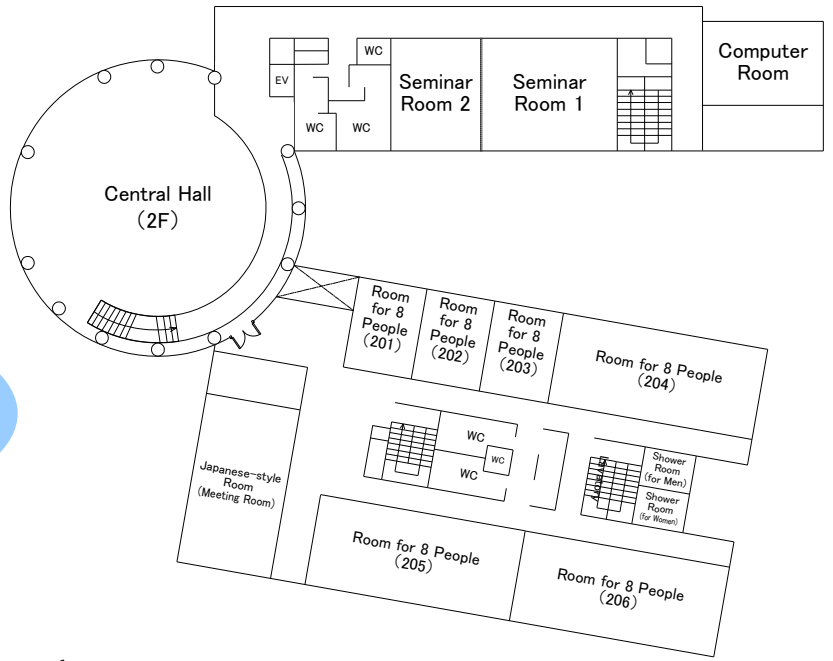 WC
EV
WC
WC
Seminar
Room 2
Seminar
Room 1
Computer
Room
Central Hall
(2F)
Room
for 8
People
(201)
Room
for 8
People
(202)
Room
for 8
People
(203)
Room for 8 People
(204)
WC
WC
WC
Shower
Room
(for Men)
Shower
Room
(for Women)
Japanese-style
Room
(Meeting Room)
Room for 8 People
(205)
Room for 8 People
(206)